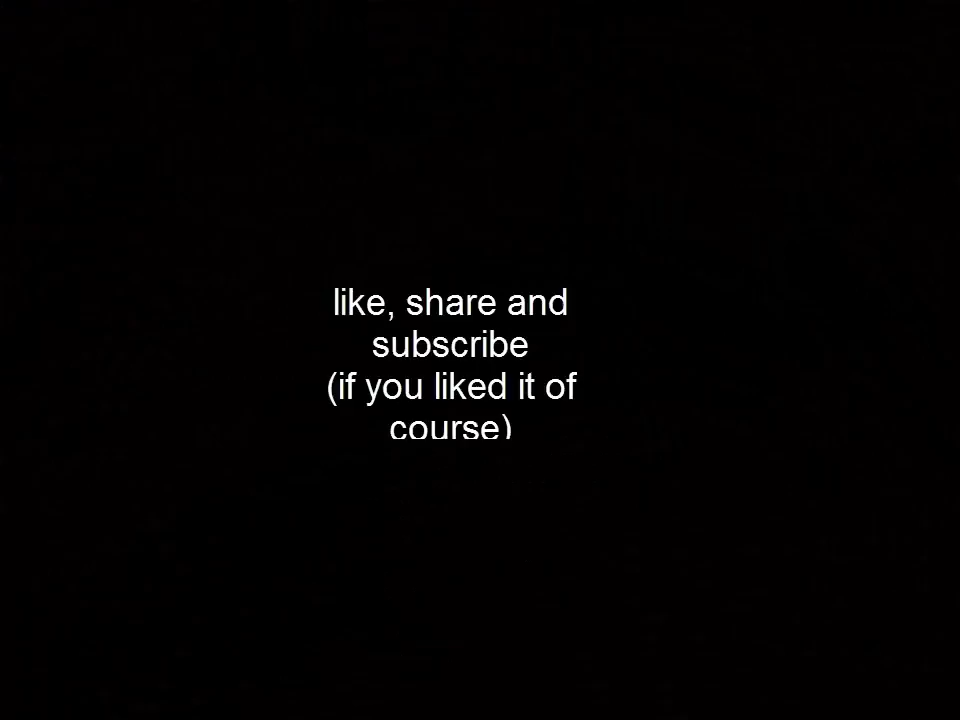 like, share and
subscribe
(if you liked it of
course)